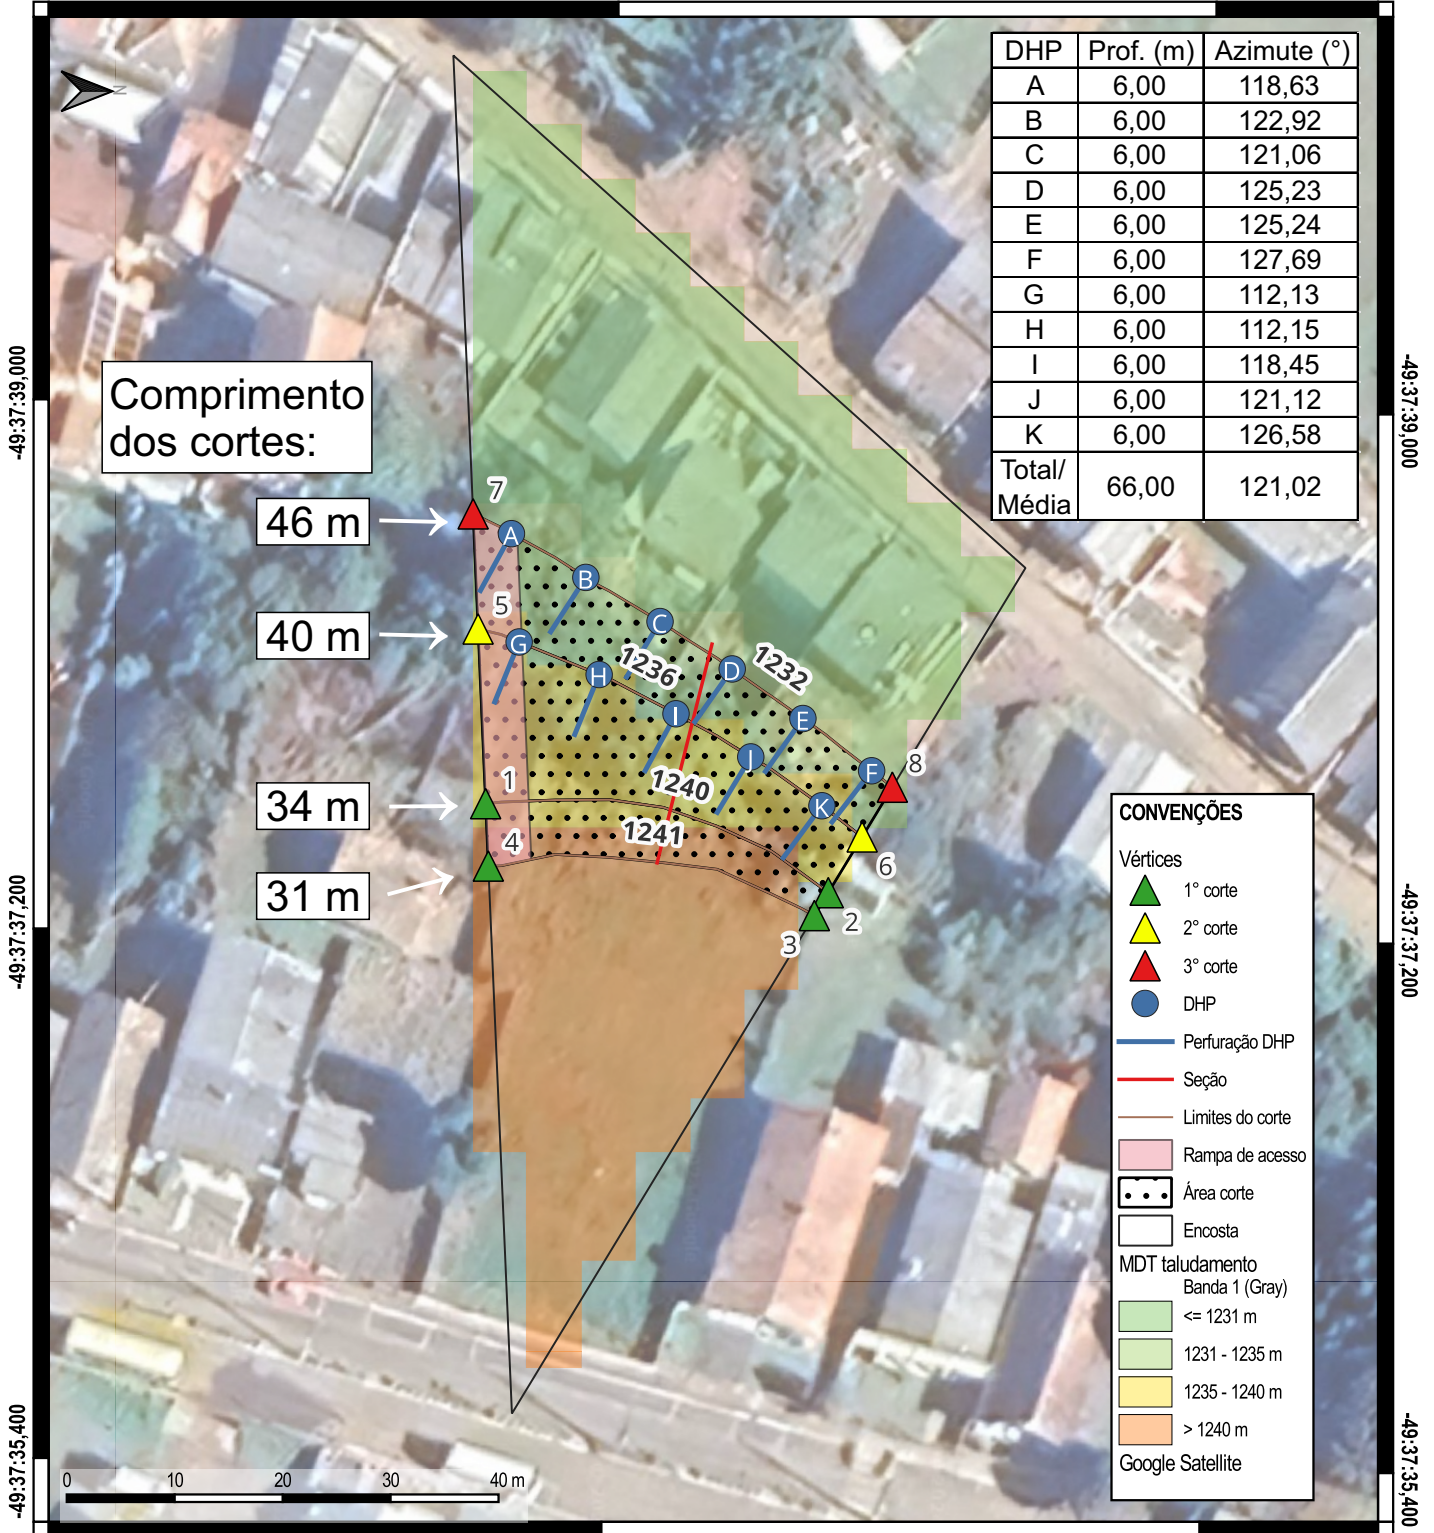 DHP Prof. (m) Azimute (°)
A 6,00 118,63
B 6,00 122,92
C 6,00 121,06
D 6,00 125,23
E 6,00 125,24
F 6,00 127,69
G 6,00 112,13
H 6,00 112,15
I 6,00 118,45
J 6,00 121,12
K 6,00 126,58
Total/
Média 66,00 121,02
N
-49:37:39,000
-49:37:39,000
Comprimento
dos cortes:
46 m
40 m
34 m
31 m
7
A
B
5
C
G
1236
1232
H
D
I
E
J
8
F
1
1240
K
1241
4
6
2
3
-49:37:37,200
-49:37:37,200
CONVENÇÕES
Vértices
1° corte
2° corte
3° corte
DHP
Perfuração DHP
Seção
Limites do corte
Rampa de acesso
Área corte
Encosta
MDT taludamento
Banda 1 (Gray)
<= 1231 m
1231 - 1235 m
1235 - 1240 m
> 1240 m
Google Satellite
-49:37:35,400
-49:37:35,400
0 10 20 30 40 m